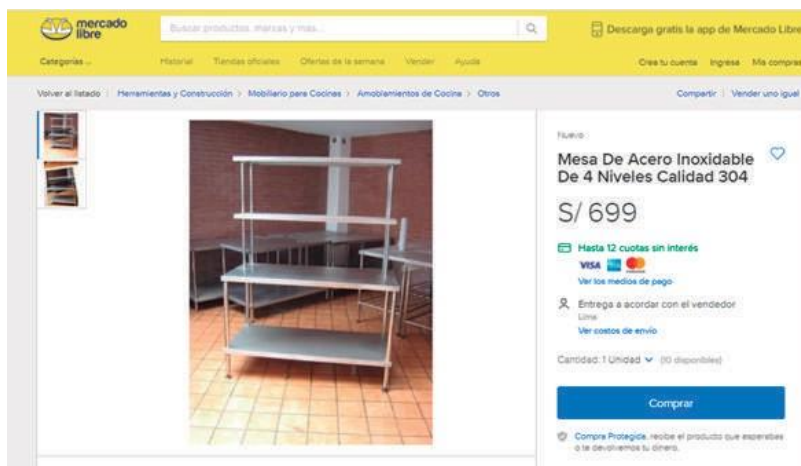 mercado
libre
Buscar productos, marcas y más...
Descarga gratis la app de Mercado Libre
Categorías
Historial Tiendas oficiales Ofertas de la semana Vender Ayuda
Crea tu cuenta Ingresa Mis compras
Volver al listado | Herramientas y Construcción > Mobiliario para Cocinas > Amoblamientos de Cocina > Otros
Compartir | Vender uno igual
Nuevo
Mesa De Acero Inoxidable
De 4 Niveles Calidad 304
S/ 699
Hasta 12 cuotas sin interés
VISA
Ver los medios de pago
Entrega a acordar con el vendedor
Lima
Ver costos de envío
Cantidad: 1 Unidad (10 disponibles)
Comprar
Compra Protegida, recibe el producto que esperabas
o te devolvemos tu dinero.